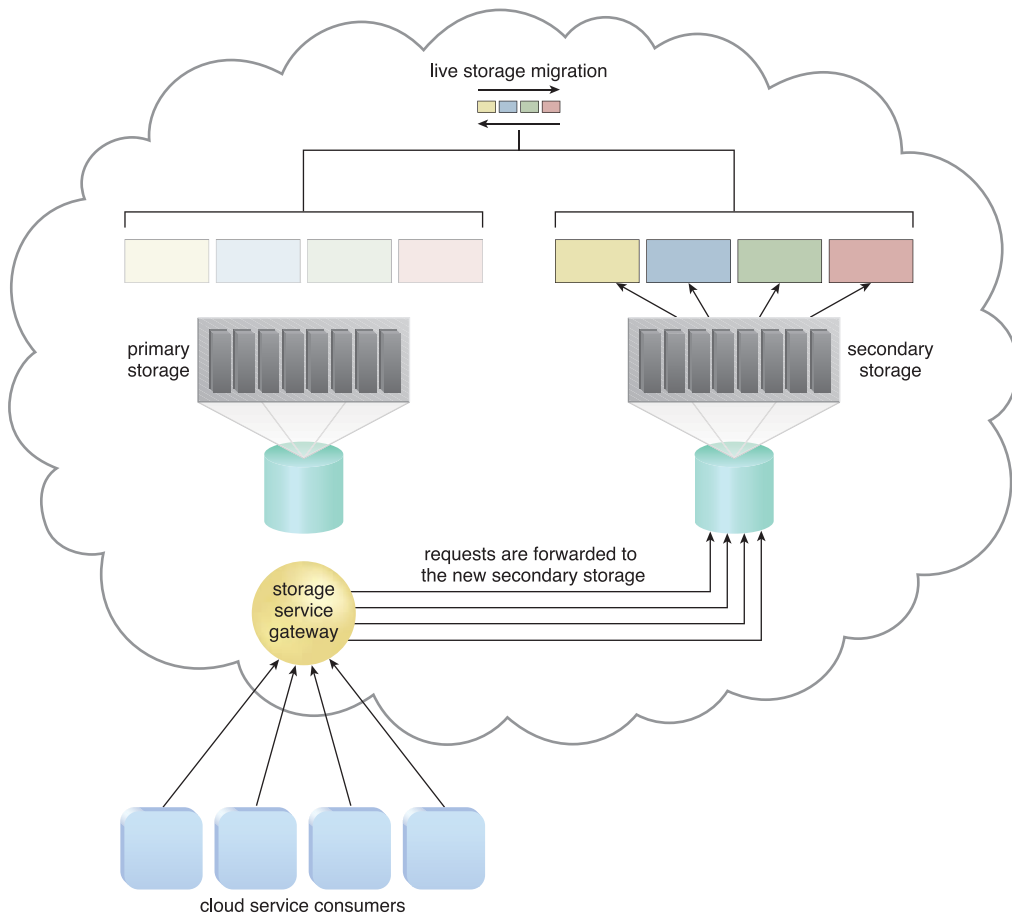 live storage migration
primary
storage
secondary
storage
requests are forwarded to
the new secondary storage
storage
service
gateway
cloud service consumers